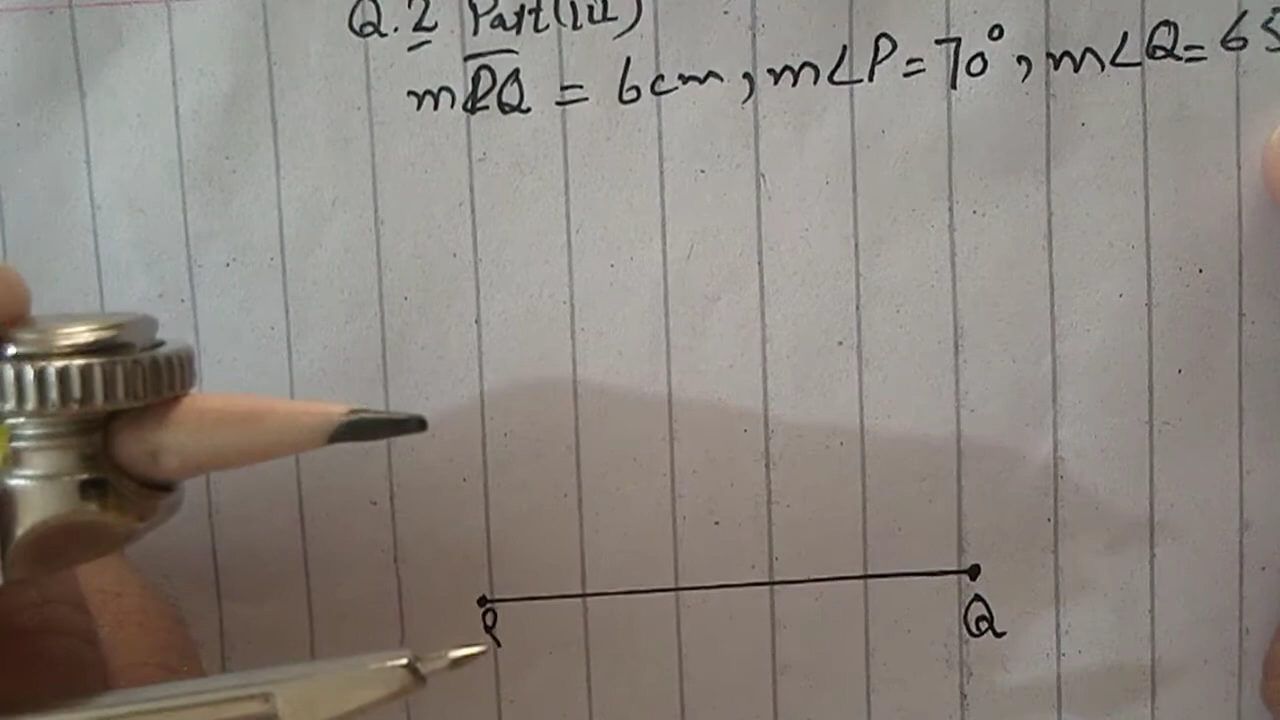 Q.2 Part(iii)
mPQ = 6cm, m∠P = 70°, m∠Q = 65
P
Q